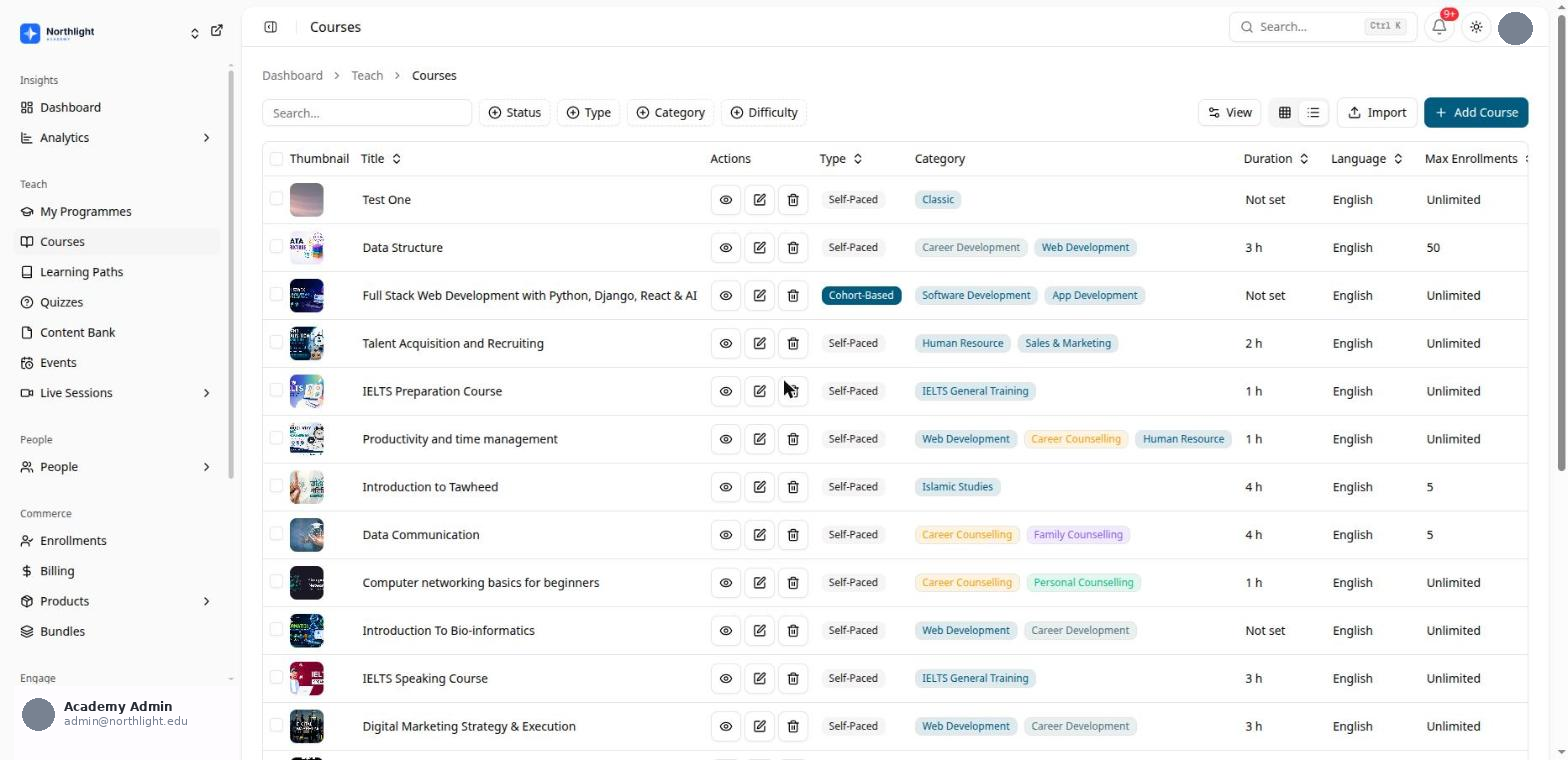 Northlight
ACADEMY
Courses
Search...
Ctrl K
9+
Insights
Dashboard
Analytics
Teach
My Programmes
Courses
Learning Paths
Quizzes
Content Bank
Events
Live Sessions
People
People
Commerce
Enrollments
Billing
Products
Bundles
Engage
Academy Admin
admin@northlight.edu
Dashboard > Teach > Courses
Search...
Status
Type
Category
Difficulty
View
Import
Add Course
Thumbnail Title Actions Type Category Duration Language Max Enrollments
Test One Self-Paced Classic Not set English Unlimited
Data Structure Self-Paced Career Development Web Development 3 h English 50
Full Stack Web Development with Python, Django, React & AI Cohort-Based Software Development App Development Not set English Unlimited
Talent Acquisition and Recruiting Self-Paced Human Resource Sales & Marketing 2 h English Unlimited
IELTS Preparation Course Self-Paced IELTS General Training 1 h English Unlimited
Productivity and time management Self-Paced Web Development Career Counselling Human Resource 1 h English Unlimited
Introduction to Tawheed Self-Paced Islamic Studies 4 h English 5
Data Communication Self-Paced Career Counselling Family Counselling 4 h English 5
Computer networking basics for beginners Self-Paced Career Counselling Personal Counselling 1 h English Unlimited
Introduction To Bio-informatics Self-Paced Web Development Career Development Not set English Unlimited
IELTS Speaking Course Self-Paced IELTS General Training 3 h English Unlimited
Digital Marketing Strategy & Execution Self-Paced Web Development Career Development 3 h English Unlimited